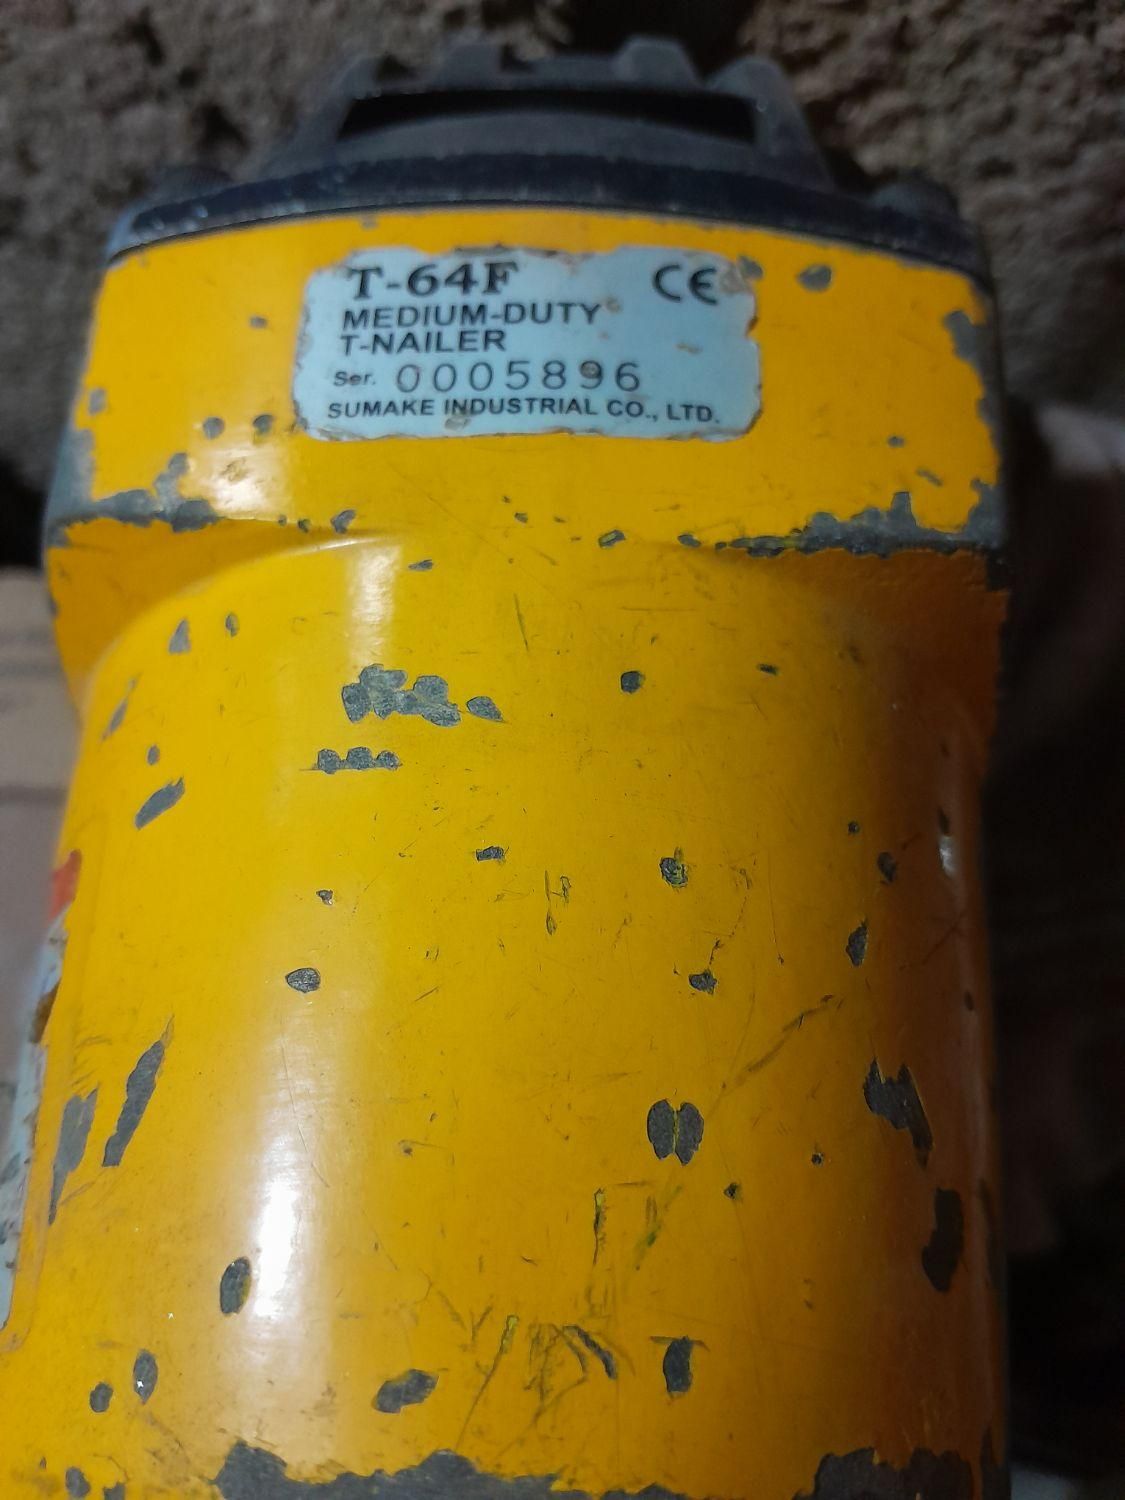 T-64F CE
MEDIUM-DUTY
T-NAILER
Ser. 0005896
SUMAKE INDUSTRIAL CO., LTD.